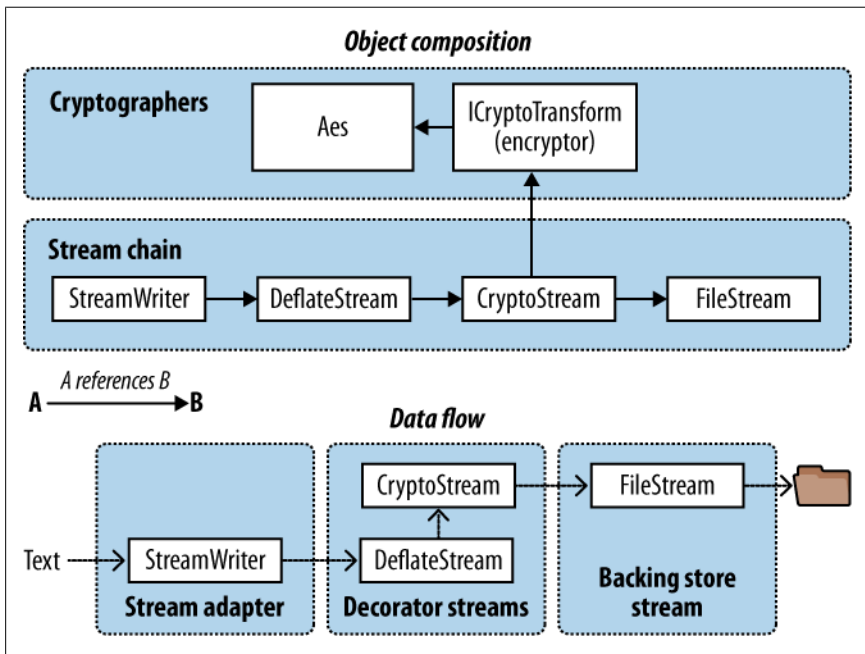 Object composition
Cryptographers
Aes
ICryptoTransform
(encryptor)
Stream chain
StreamWriter
DeflateStream
CryptoStream
FileStream
A references B
A
B
Data flow
CryptoStream
FileStream
Text
StreamWriter
DeflateStream
Stream adapter
Decorator streams
Backing store
stream